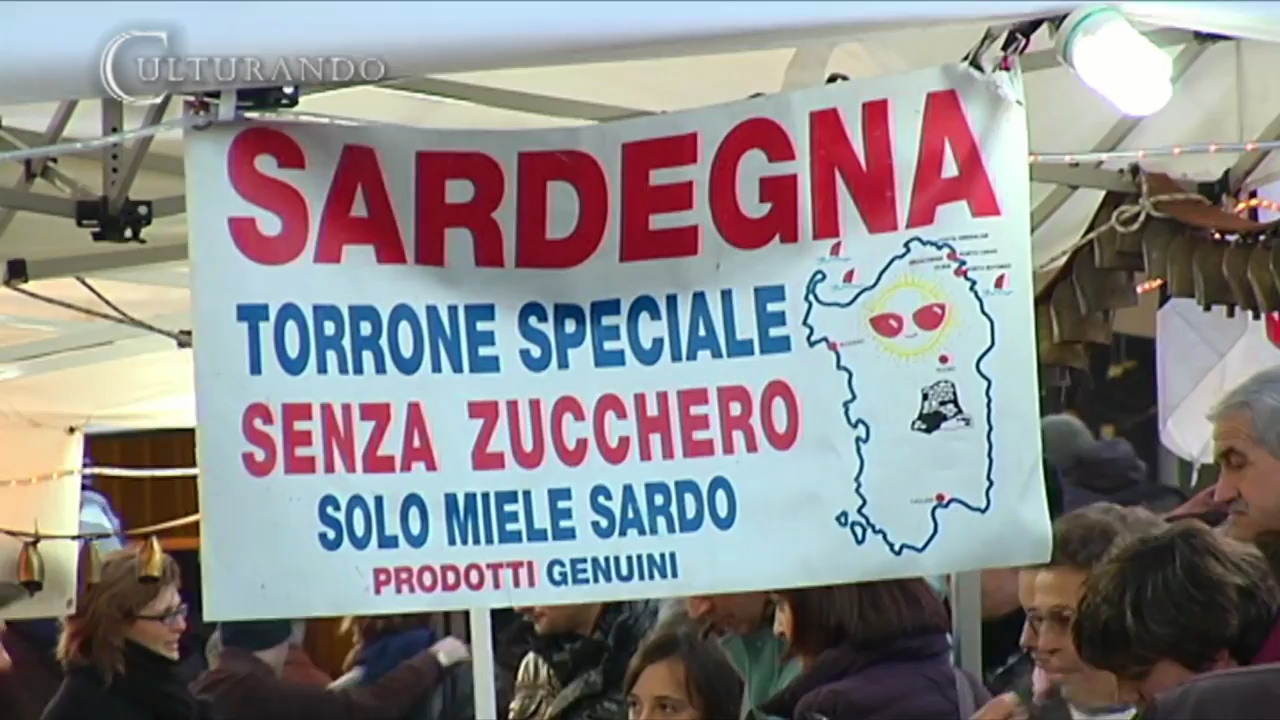 CULTURANDO
SARDEGNA
TORRONE SPECIALE
SENZA ZUCCHERO
SOLO MIELE SARDO
PRODOTTI GENUINI